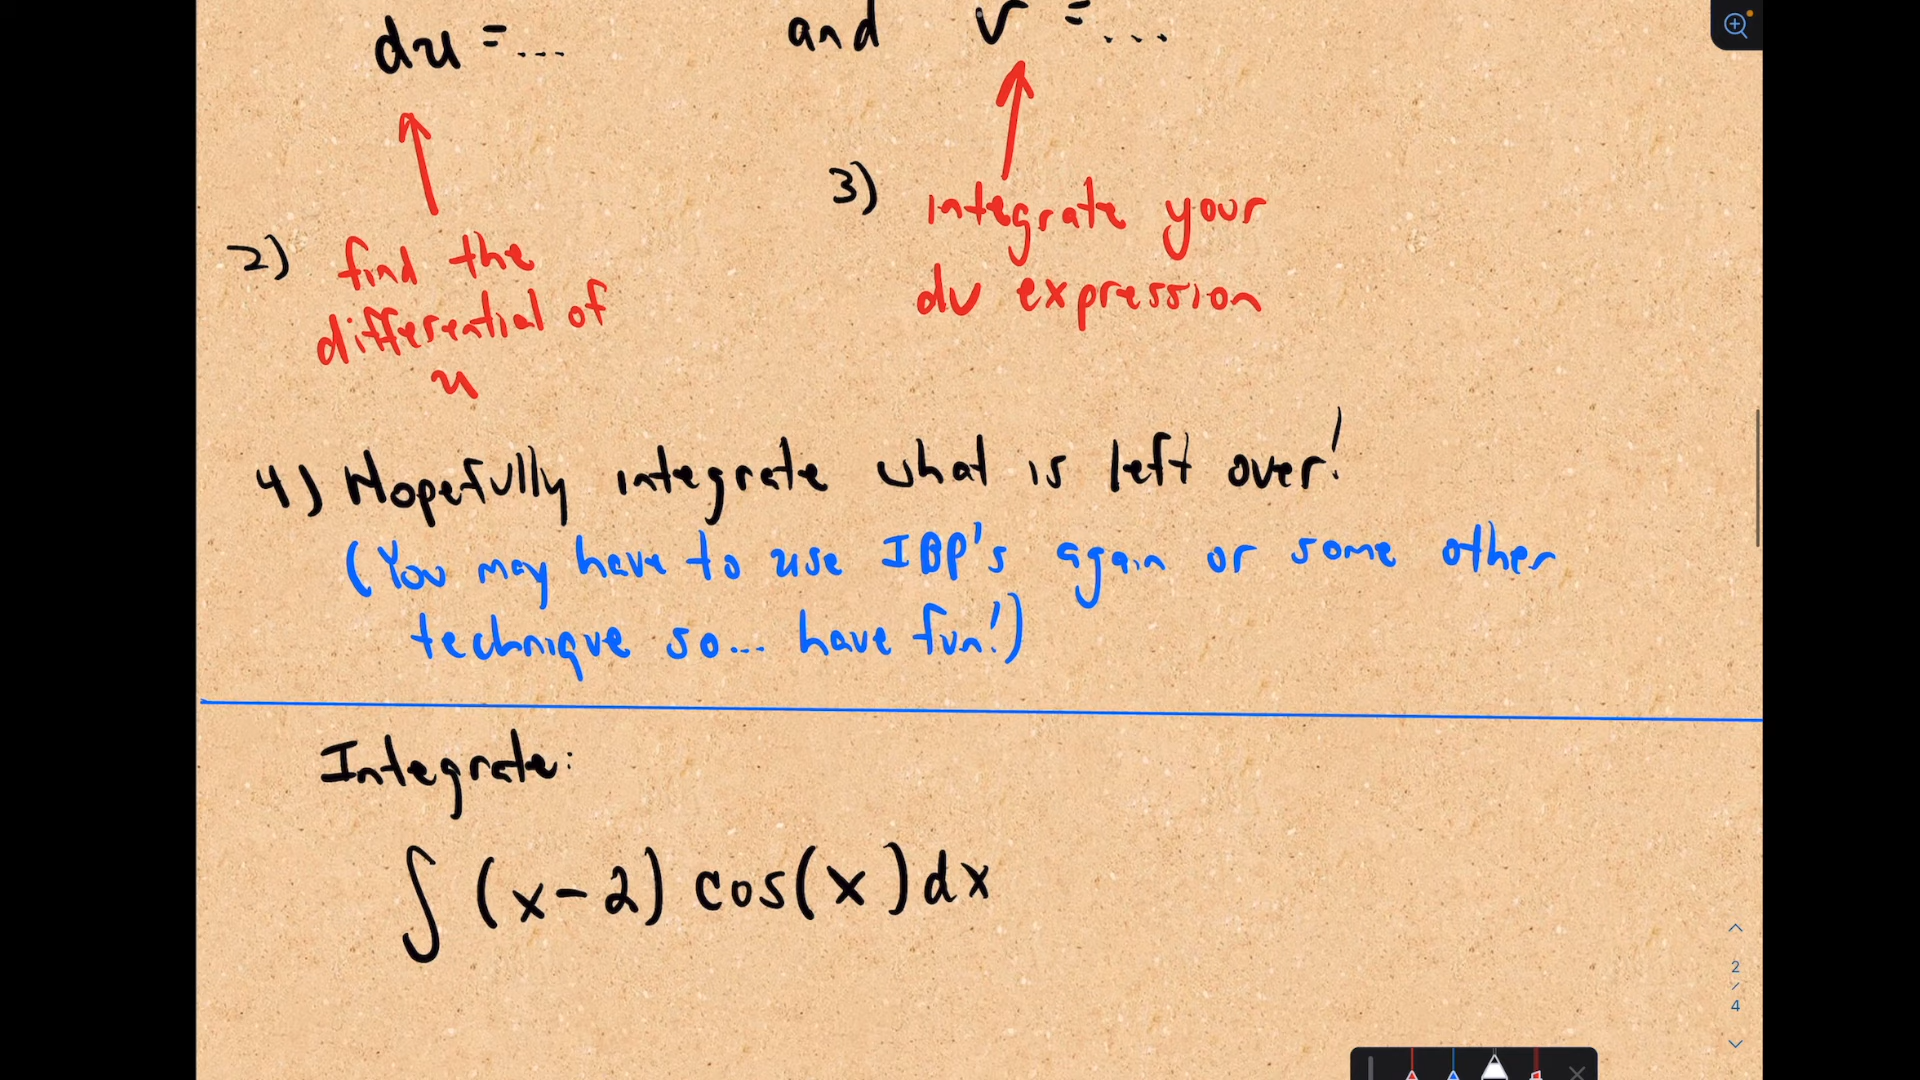 du = ... and v = ...
3) integrate your
dv expression
2) find the
differential of
u
4) Hopefully integrate what is left over!
(You may have to use IBP's again or some other
technique so... have fun!)
Integrate:
∫ (x-2) cos(x) dx
2
/
4